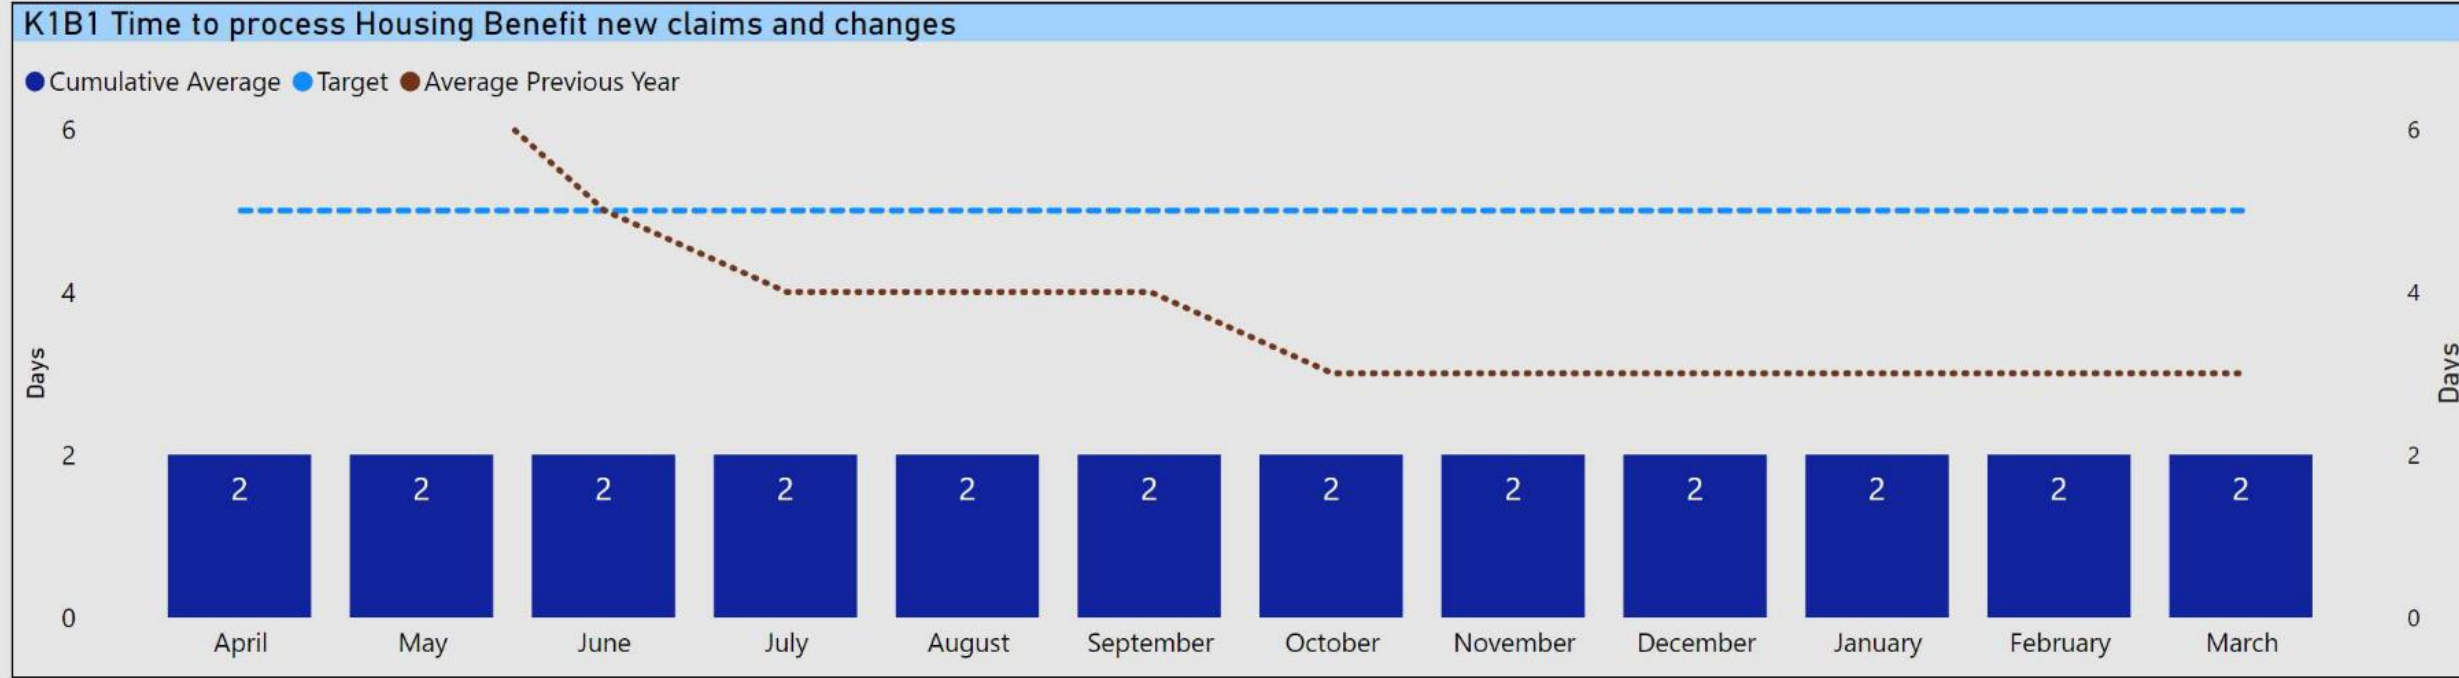 K1B1 Time to process Housing Benefit new claims and changes
Cumulative Average Target Average Previous Year
6 6
4 4
Days Days
2 2
2 2 2 2 2 2 2 2 2 2 2 2
0 0
April May June July August September October November December January February March